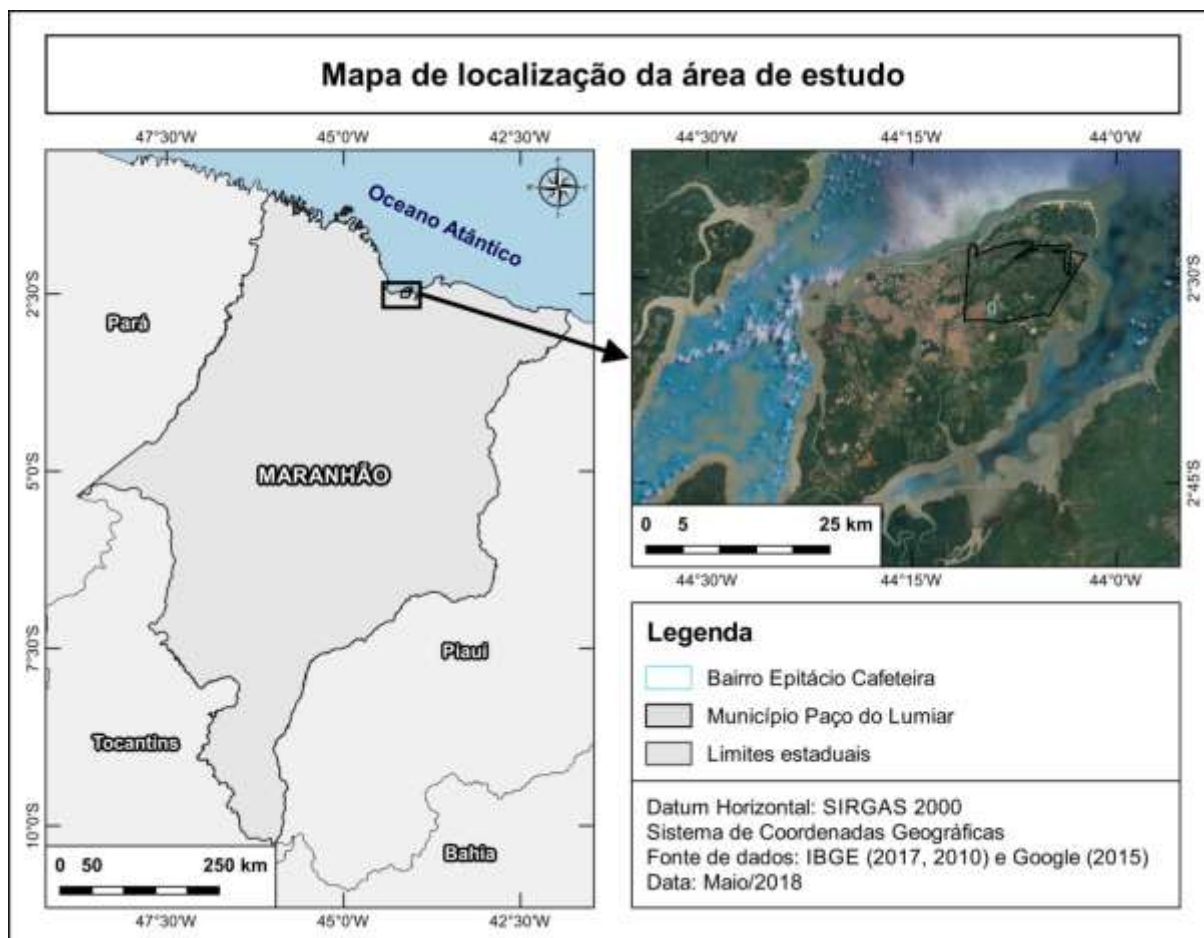 Mapa de localização da área de estudo
47°30'W 45°0'W 42°30'W
44°30'W 44°15'W 44°0'W
Oceano Atântico
2°30'S
2°30'S
Pará
MARANHÃO
5°0'S
2°45'S
0 5 25 km
44°30'W 44°15'W 44°0'W
7°30'S
Piauí
Tocantins
10°0'S
Bahia
0 50 250 km
47°30'W 45°0'W 42°30'W
Legenda
Bairro Epitácio Cafeteira
Município Paço do Lumiar
Limites estaduais
Datum Horizontal: SIRGAS 2000
Sistema de Coordenadas Geográficas
Fonte de dados: IBGE (2017, 2010) e Google (2015)
Data: Maio/2018